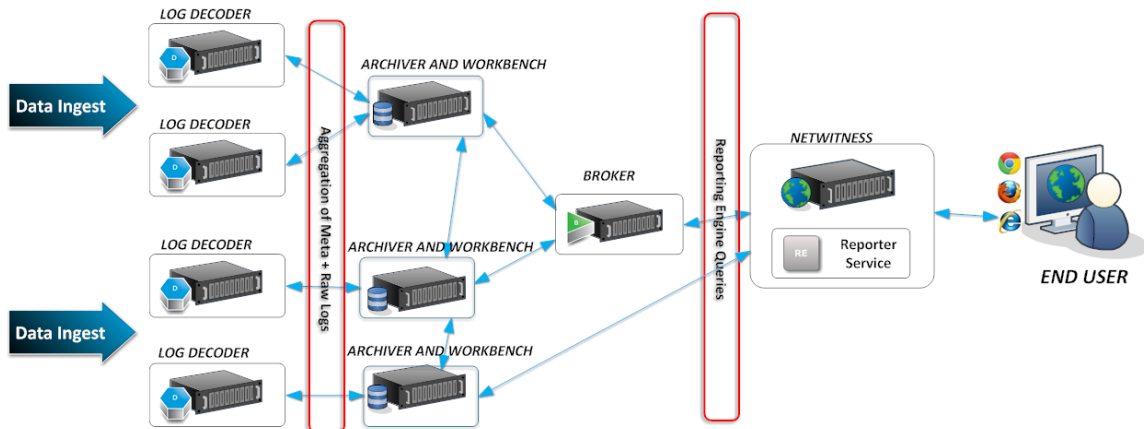 LOG DECODER
Data Ingest
LOG DECODER
D
D
Aggregation of Meta + Raw Logs
ARCHIVER AND WORKBENCH
BROKER
B
Reporting Engine Queries
NETWITNESS
RE
Reporter
Service
END USER
LOG DECODER
Data Ingest
LOG DECODER
D
D
ARCHIVER AND WORKBENCH
ARCHIVER AND WORKBENCH